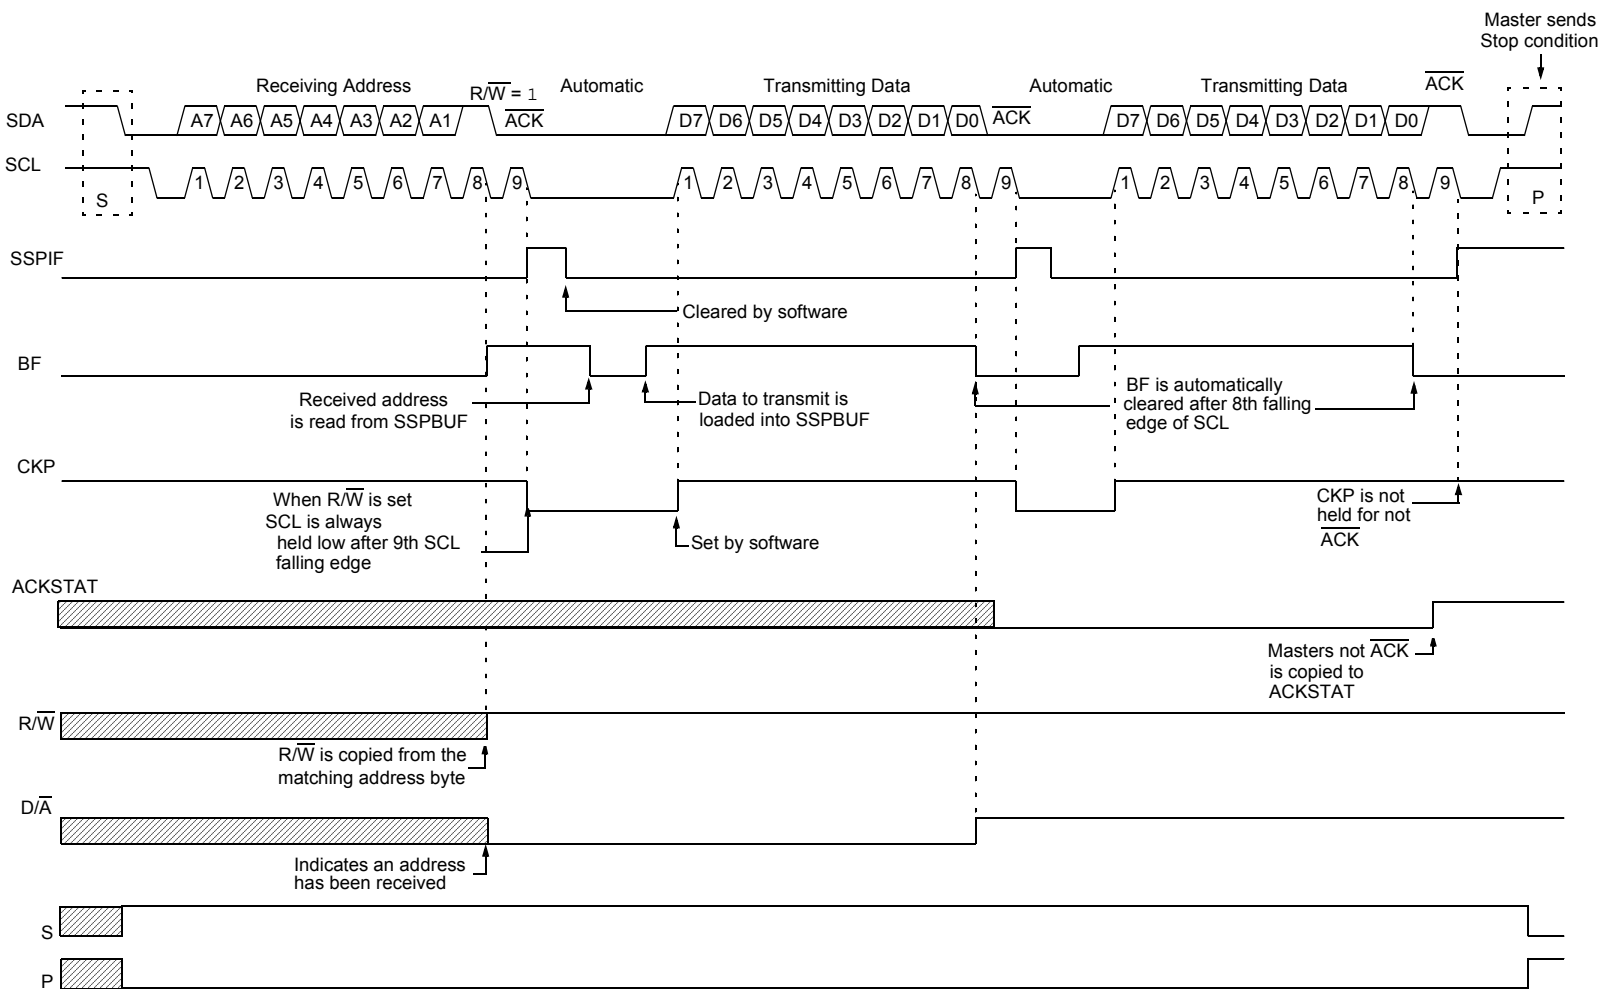 Master sends
Stop condition
Receiving Address
R/W̅ = 1
Automatic
Transmitting Data
Automatic
Transmitting Data
A̅C̅K̅
SDA
A7 A6 A5 A4 A3 A2 A1
A̅C̅K̅
D7 D6 D5 D4 D3 D2 D1 D0
A̅C̅K̅
D7 D6 D5 D4 D3 D2 D1 D0
SCL
S
1 2 3 4 5 6 7 8 9
1 2 3 4 5 6 7 8 9
1 2 3 4 5 6 7 8 9
P
SSPIF
Cleared by software
BF
Received address
is read from SSPBUF
Data to transmit is
loaded into SSPBUF
BF is automatically
cleared after 8th falling
edge of SCL
CKP
When R/W̅ is set
SCL is always
held low after 9th SCL
falling edge
Set by software
CKP is not
held for not
A̅C̅K̅
ACKSTAT
Masters not A̅C̅K̅
is copied to
ACKSTAT
R/W̅
R/W̅ is copied from the
matching address byte
D/A̅
Indicates an address
has been received
S
P